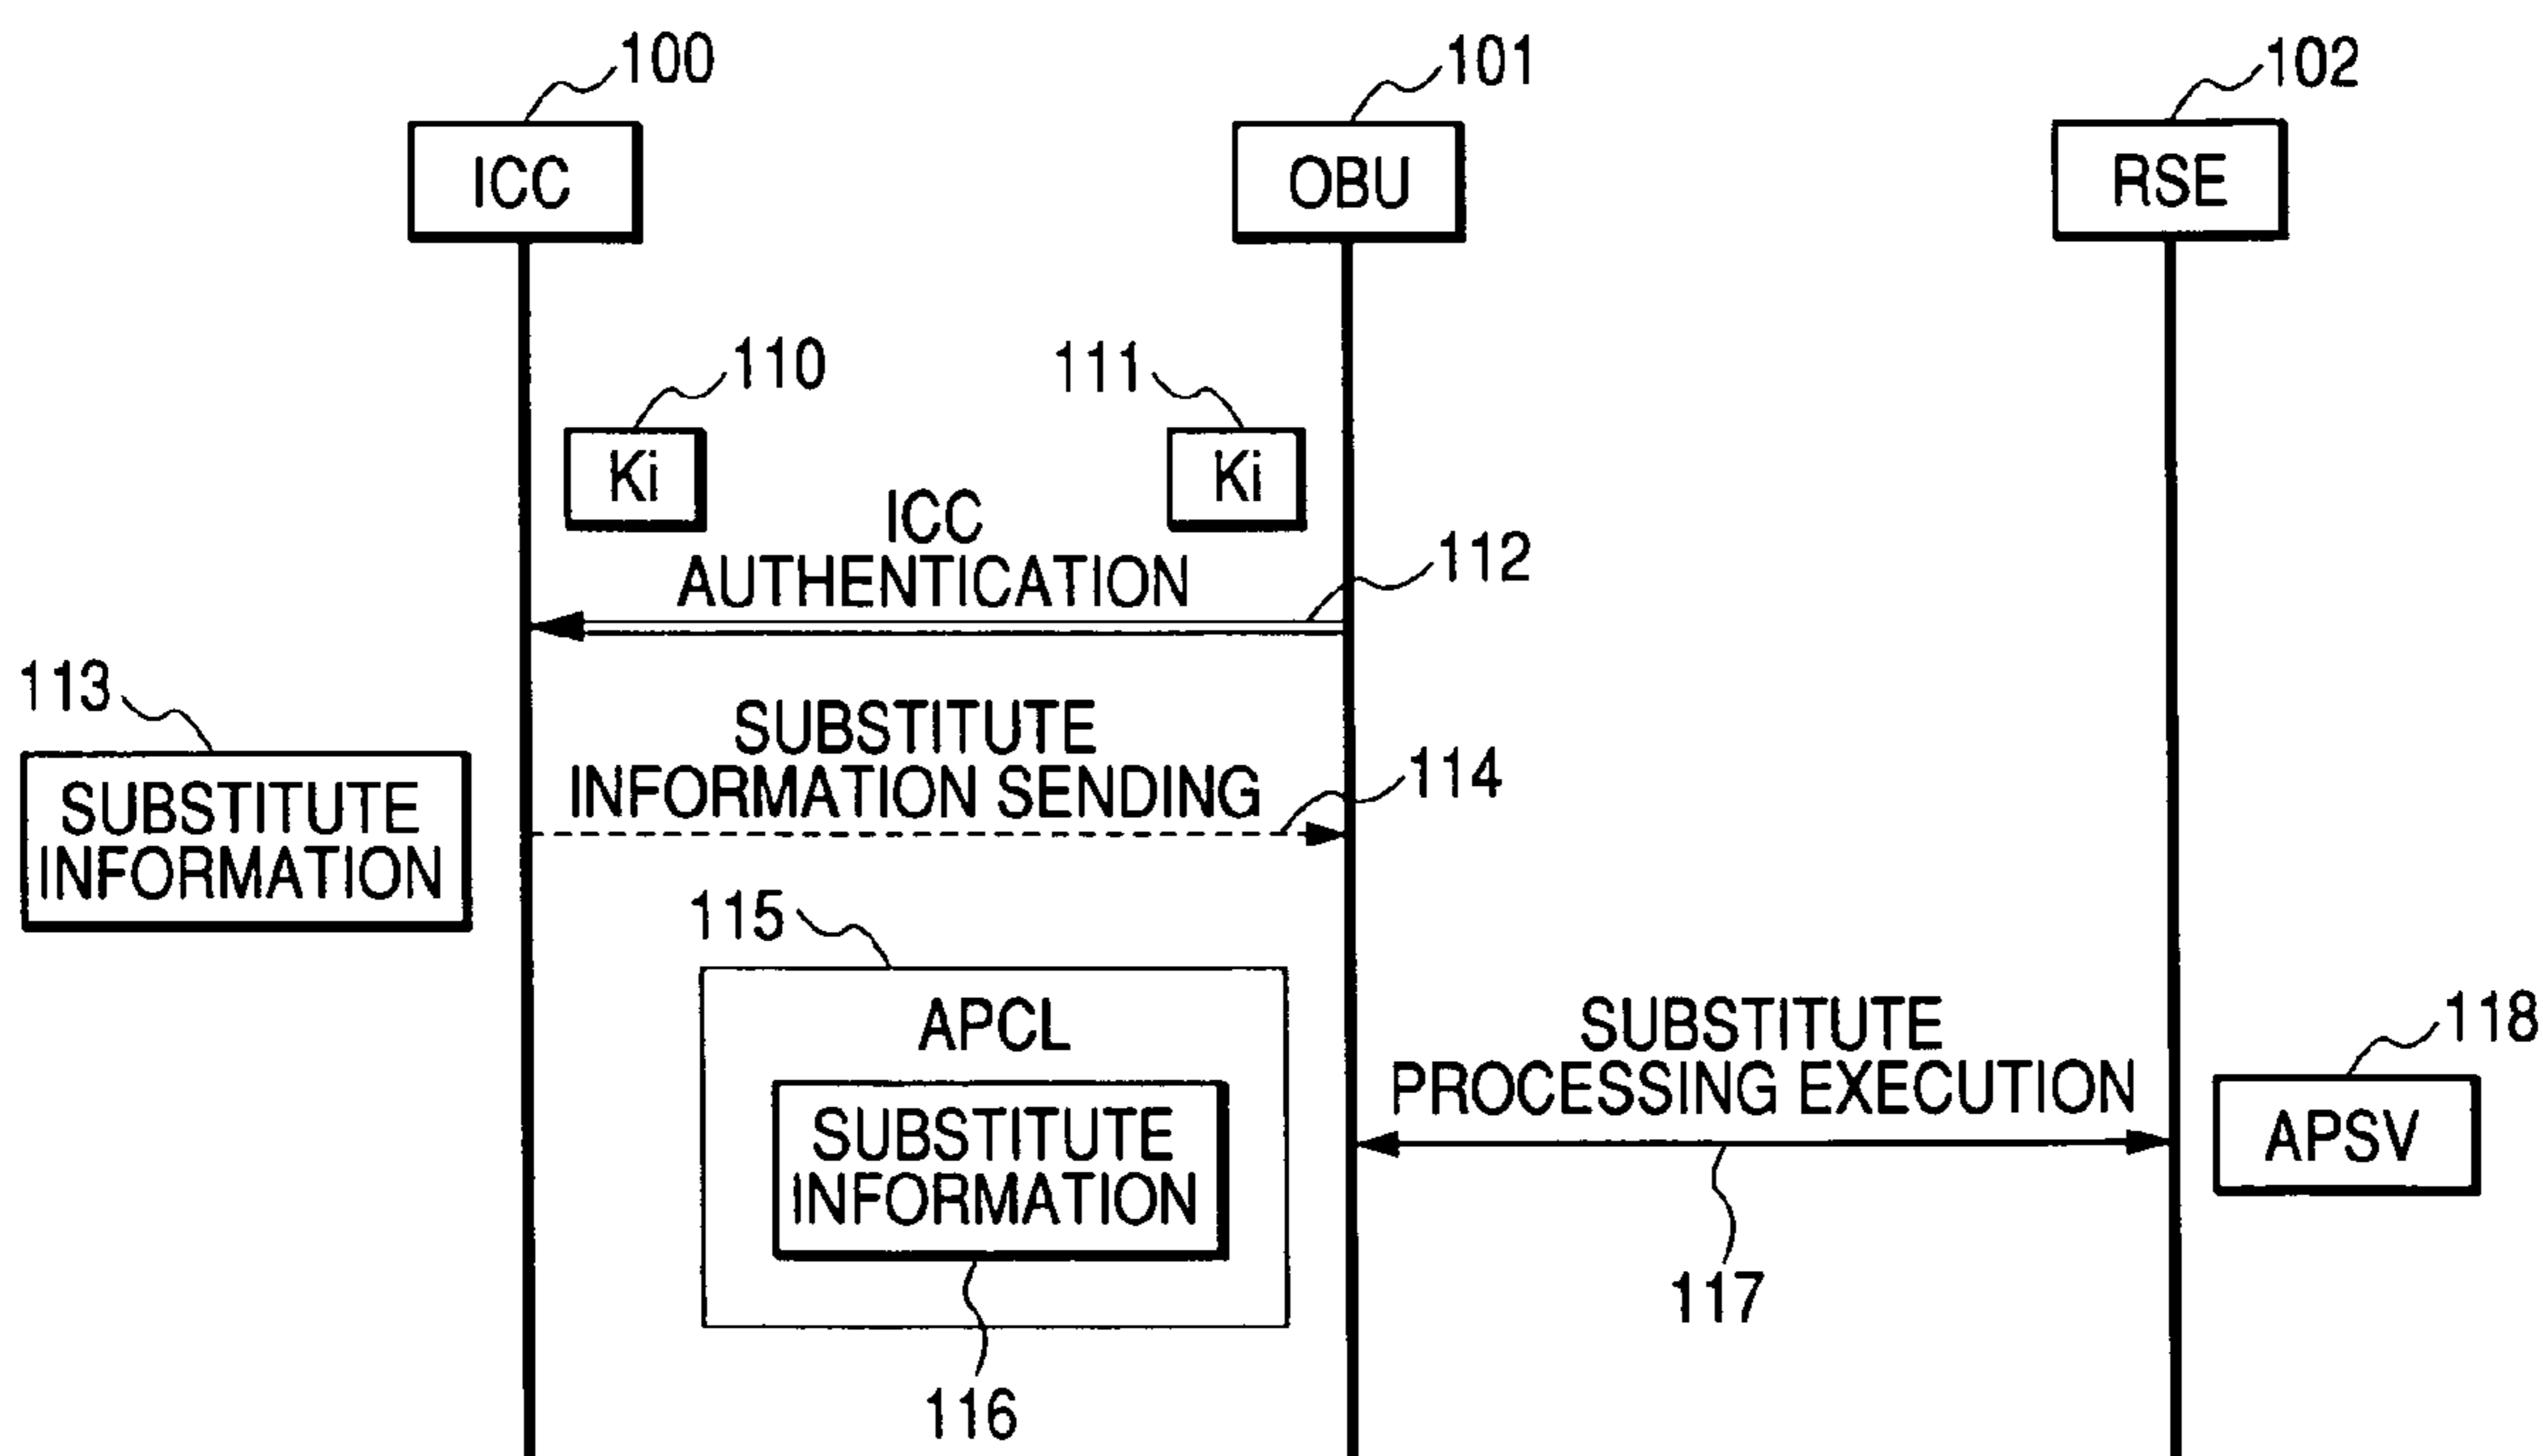 100
101
102
ICC
OBU
RSE
110
111
Ki
Ki
ICC
AUTHENTICATION
112
113
SUBSTITUTE
INFORMATION SENDING
114
SUBSTITUTE
INFORMATION
115
APCL
SUBSTITUTE
INFORMATION
116
SUBSTITUTE
PROCESSING EXECUTION
117
118
APSV